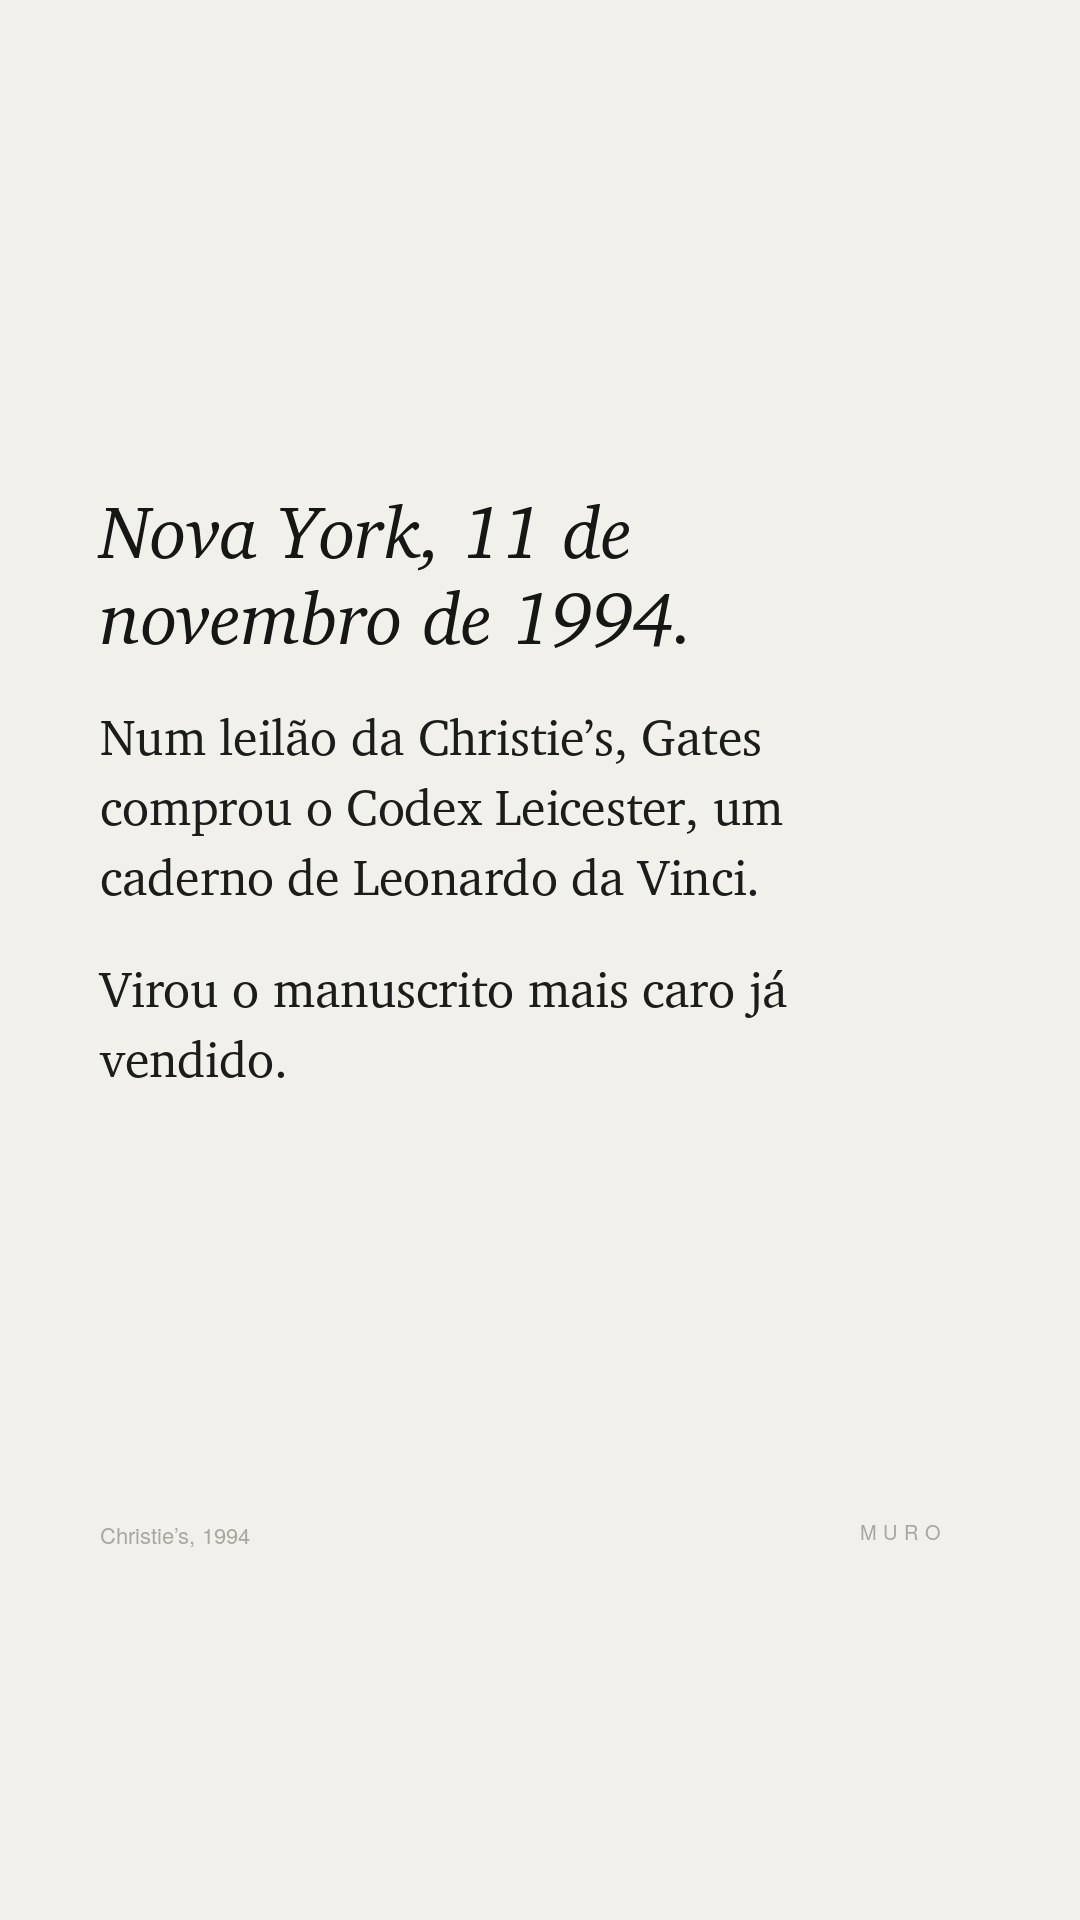 Nova York, 11 de
novembro de 1994.
Num leilão da Christie’s, Gates
comprou o Codex Leicester, um
caderno de Leonardo da Vinci.
Virou o manuscrito mais caro já
vendido.
Christie’s, 1994
MURO